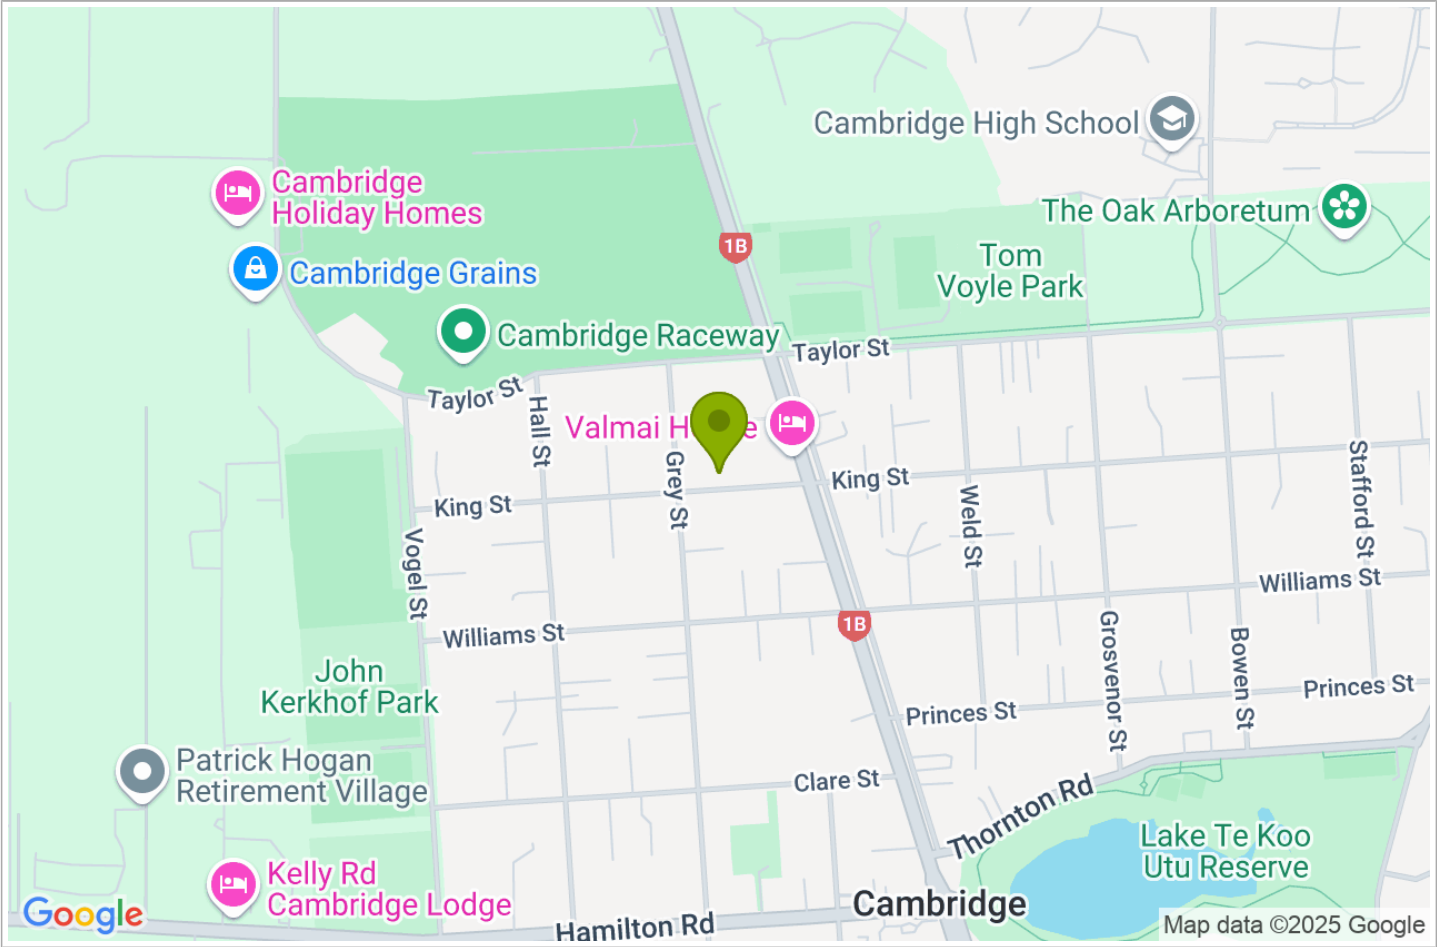 Cambridge High School
Cambridge
Holiday Homes
The Oak Arboretum
1B
Tom
Voyle Park
Cambridge Grains
Cambridge Raceway
Taylor St
Taylor St
Hall St
Valmai H
e
Grey St
King St
King St
Weld St
Stafford St
Vogel St
Williams St
Williams St
1B
Grosvenor St
Bowen St
John
Kerkhof Park
Princes St
Princes St
Patrick Hogan
Retirement Village
Clare St
Thornton Rd
Lake Te Koo
Utu Reserve
Kelly Rd
Cambridge Lodge
Cambridge
Google
Hamilton Rd
Map data ©2025 Google